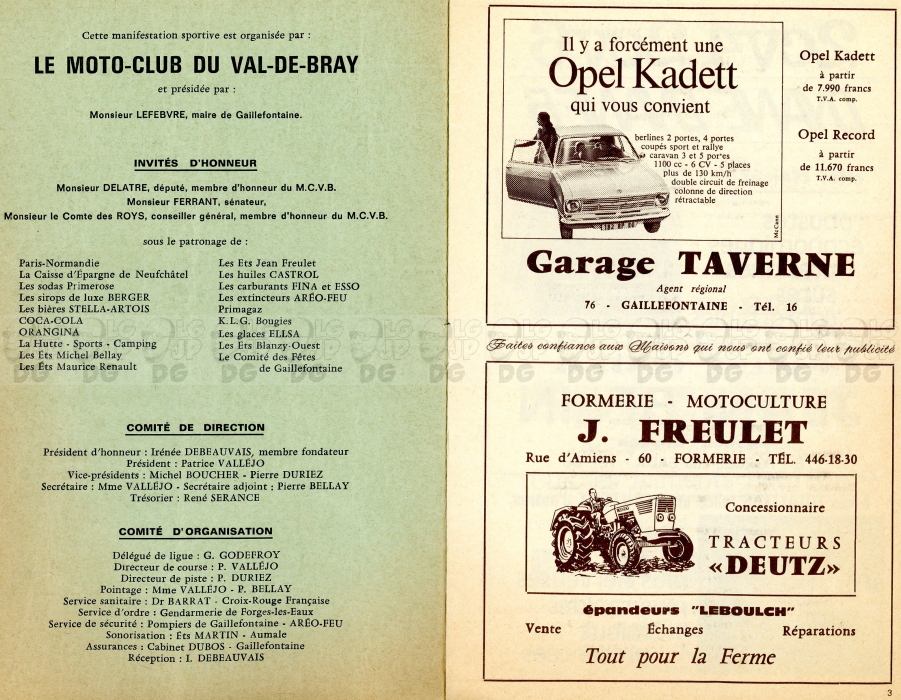 Cette manifestation sportive est organisée par :
LE MOTO-CLUB DU VAL-DE-BRAY
et présidée par :
Monsieur LEFEBVRE, maire de Gaillefontaine.
INVITÉS D'HONNEUR
Monsieur DELATRE, député, membre d'honneur du M.C.V.B.
Monsieur FERRANT, sénateur,
Monsieur le Comte des ROYS, conseiller général, membre d'honneur du M.C.V.B.
sous le patronage de :
Paris-Normandie
La Caisse d'Épargne de Neufchâtel
Les sodas Primerose
Les sirops de luxe BERGER
Les bières STELLA-ARTOIS
COCA-COLA
ORANGINA
La Hutte - Sports - Camping
Les Éts Michel Bellay
Les Éts Maurice Renault
Les Ets Jean Freulet
Les huiles CASTROL
Les carburants FINA et ESSO
Les extincteurs ARÉO-FEU
Primagaz
K.L.G. Bougies
Les glaces ELLSA
Les Ets Blanzy-Ouest
Le Comité des Fêtes
de Gaillefontaine
COMITÉ DE DIRECTION
Président d'honneur : Irénée DEBEAUVAIS, membre fondateur
Président : Patrice VALLÉJO
Vice-présidents : Michel BOUCHER - Pierre DURIEZ
Secrétaire : Mme VALLÉJO - Secrétaire adjoint : Pierre BELLAY
Trésorier : René SERANCE
COMITÉ D'ORGANISATION
Délégué de ligue : G. GODEFROY
Directeur de course : P. VALLÉJO
Directeur de piste : P. DURIEZ
Pointage : Mme VALLÉJO - P. BELLAY
Service sanitaire : Dr BARRAT - Croix-Rouge Française
Service d'ordre : Gendarmerie de Forges-les-Eaux
Service de sécurité : Pompiers de Gaillefontaine - ARÉO-FEU
Sonorisation : Éts MARTIN - Aumale
Assurances : Cabinet DUBOS - Gaillefontaine
Réception : I. DEBEAUVAIS
Il y a forcément une
Opel Kadett
qui vous convient
berlines 2 portes, 4 portes
coupés sport et rallye
caravan 3 et 5 portes
1100 cc - 6 CV - 5 places
plus de 130 km/h
double circuit de freinage
colonne de direction
rétractable
McCann
Opel Kadett
à partir
de 7.990 francs
T.V.A. comp.
Opel Record
à partir
de 11.670 francs
T.V.A. comp.
Garage TAVERNE
Agent régional
76 - GAILLEFONTAINE - Tél. 16
Faites confiance aux Maisons qui nous ont confié leur publicité
FORMERIE - MOTOCULTURE
J. FREULET
Rue d'Amiens - 60 - FORMERIE - TÉL. 446-18-30
Concessionnaire
TRACTEURS
«DEUTZ»
épandeurs "LEBOULCH"
Vente Échanges Réparations
Tout pour la Ferme
3